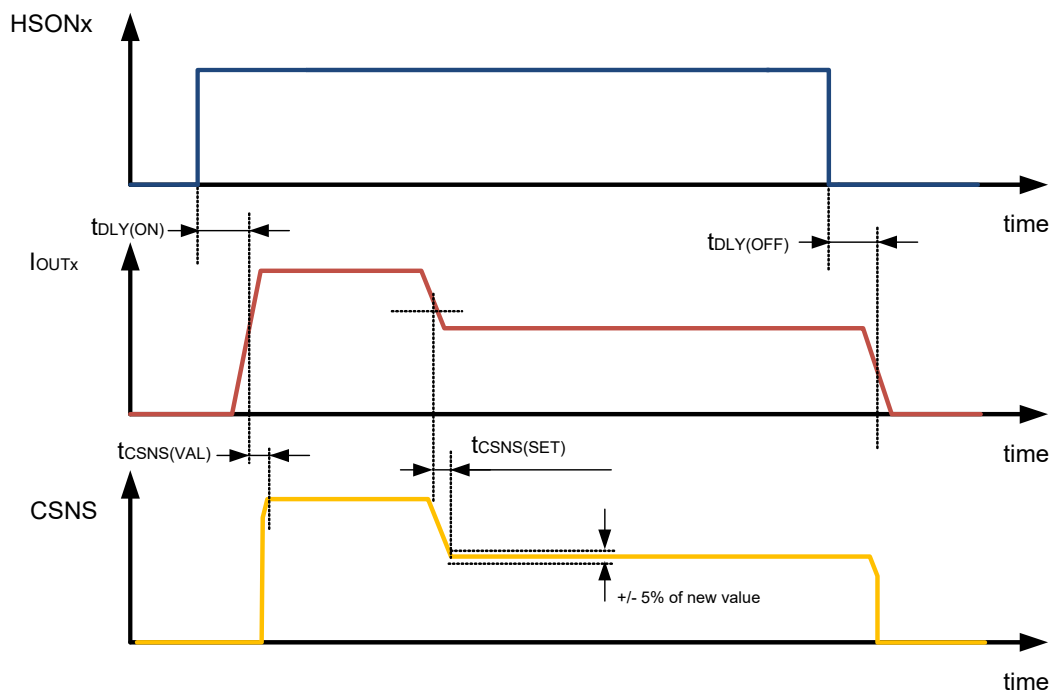 HSONx
time
tDLY(ON)
tDLY(OFF)
IOUTx
time
tCSNS(VAL)
tCSNS(SET)
CSNS
+/- 5% of new value
time